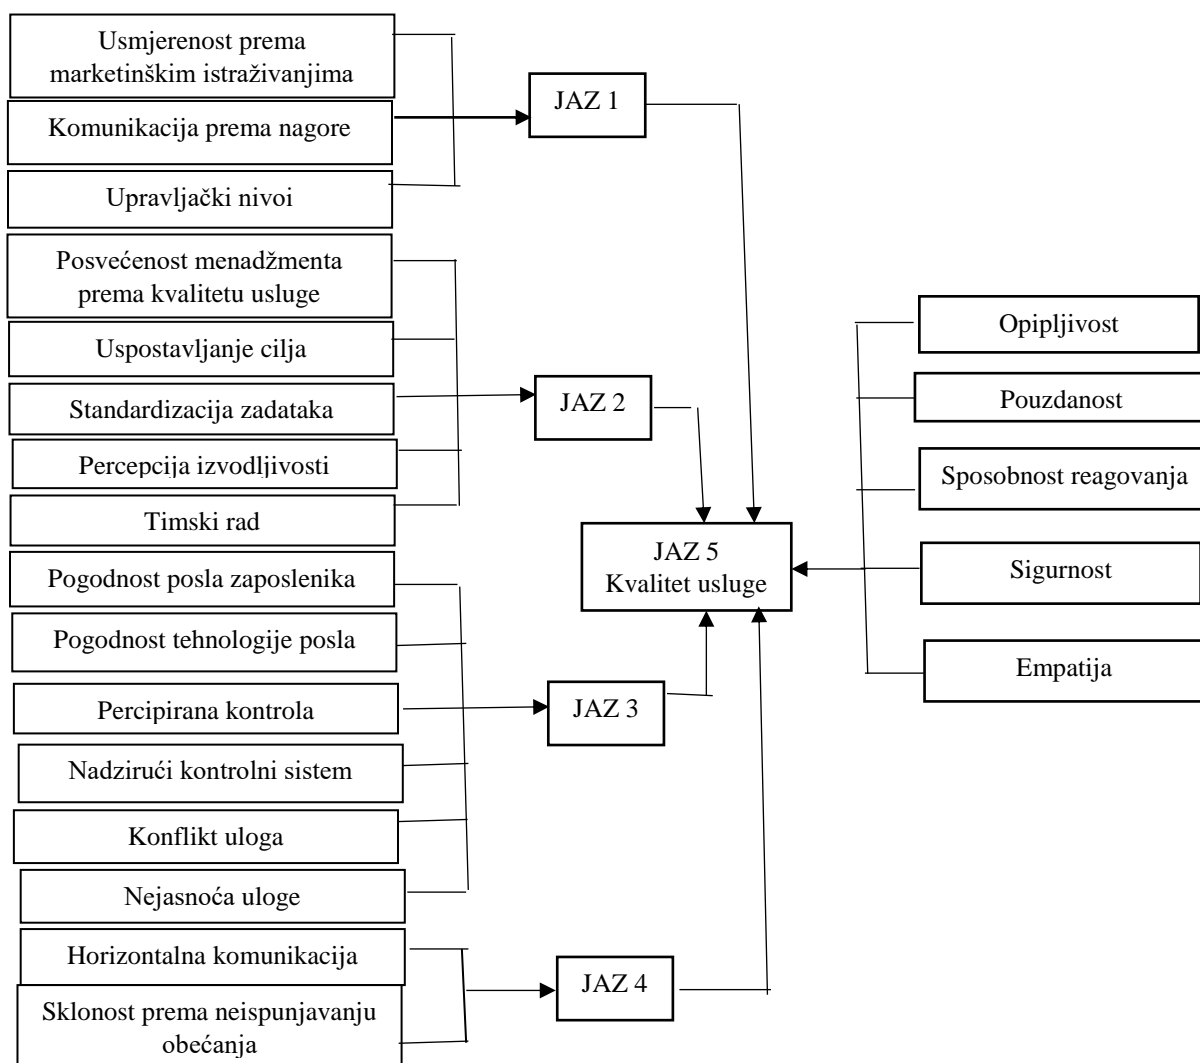 Usmjerenost prema
marketinškim istraživanjima
Komunikacija prema nagore
Upravljački nivoi
Posvećenost menadžmenta
prema kvalitetu usluge
Uspostavljanje cilja
Standardizacija zadataka
Percepcija izvodljivosti
Timski rad
Pogodnost posla zaposlenika
Pogodnost tehnologije posla
Percipirana kontrola
Nadzirući kontrolni sistem
Konflikt uloga
Nejasnoća uloge
Horizontalna komunikacija
Sklonost prema neispunjavanju
obećanja
JAZ 1
JAZ 2
JAZ 3
JAZ 4
JAZ 5
Kvalitet usluge
Opipljivost
Pouzdanost
Sposobnost reagovanja
Sigurnost
Empatija